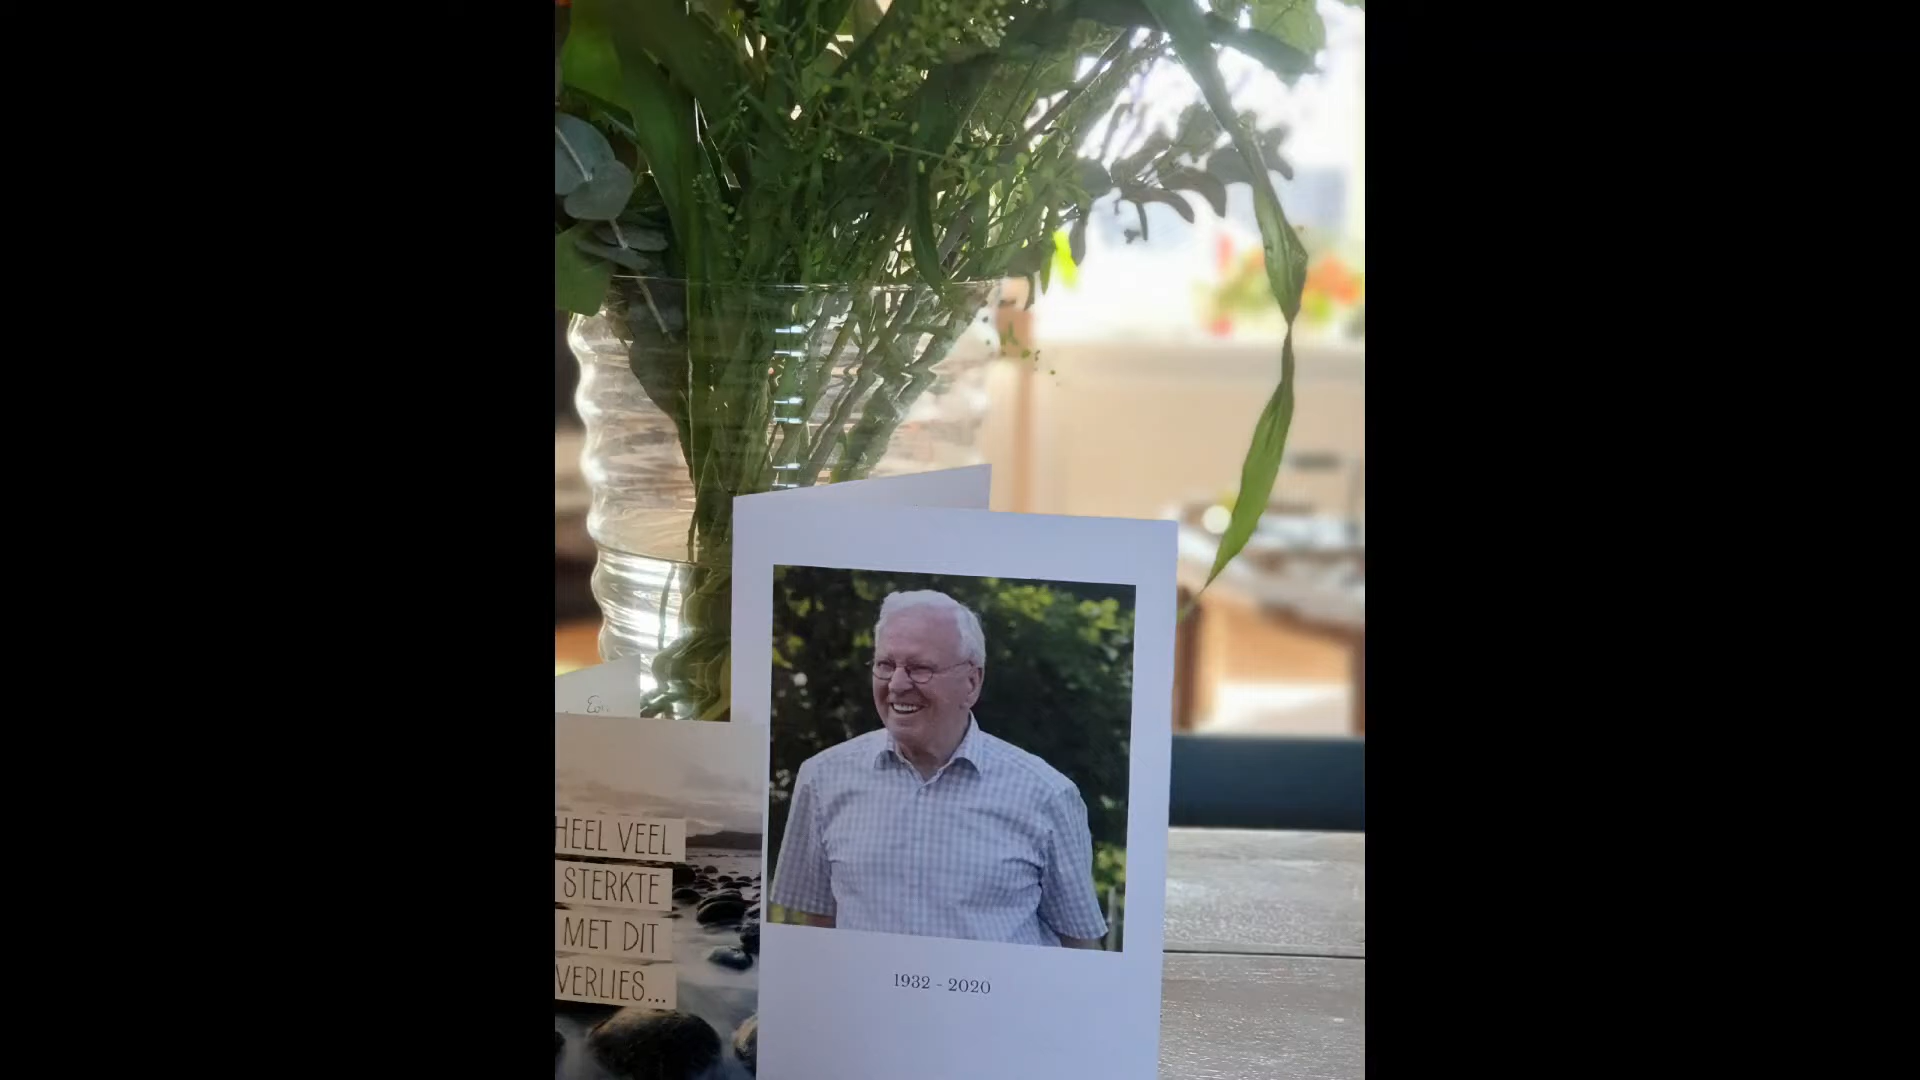 HEEL VEEL
STERKTE
MET DIT
VERLIES...
1932 - 2020